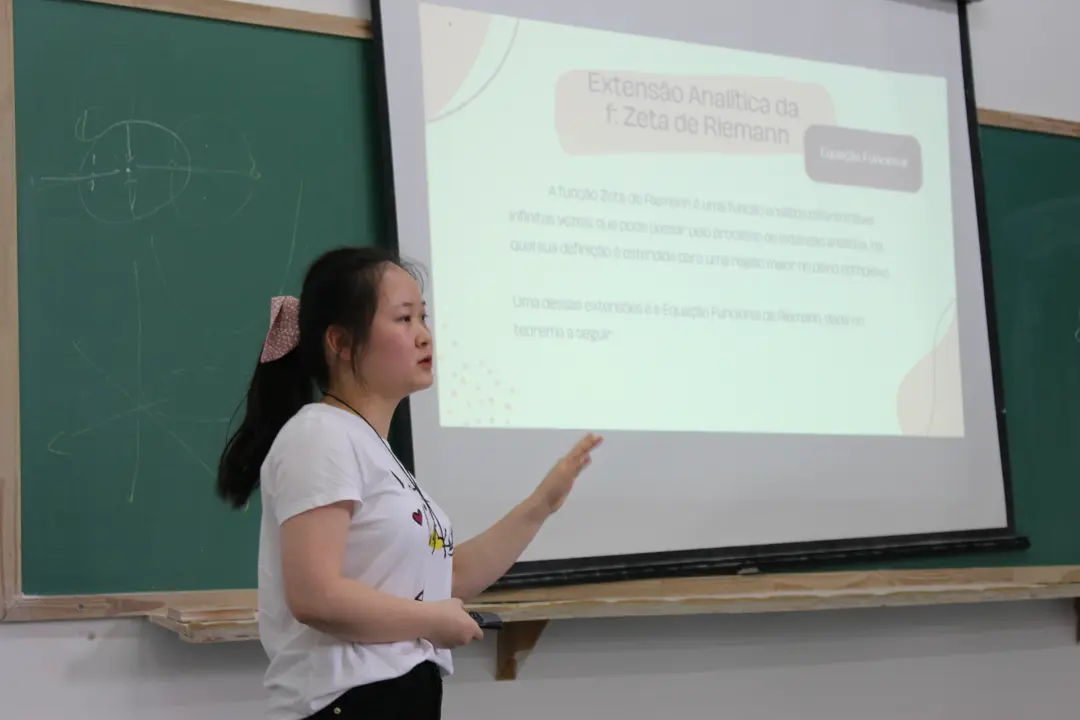 Extensão Analítica da
f. Zeta de Riemann
Equação Funcional
A função Zeta de Riemann é uma função analítica, diferenciável
infinitas vezes, que pode passar pelo processo de extensão analítica, na
qual sua definição é estendida para uma região maior no plano complexo.
Uma dessas extensões é a Equação Funcional de Riemann, dada no
teorema a seguir: